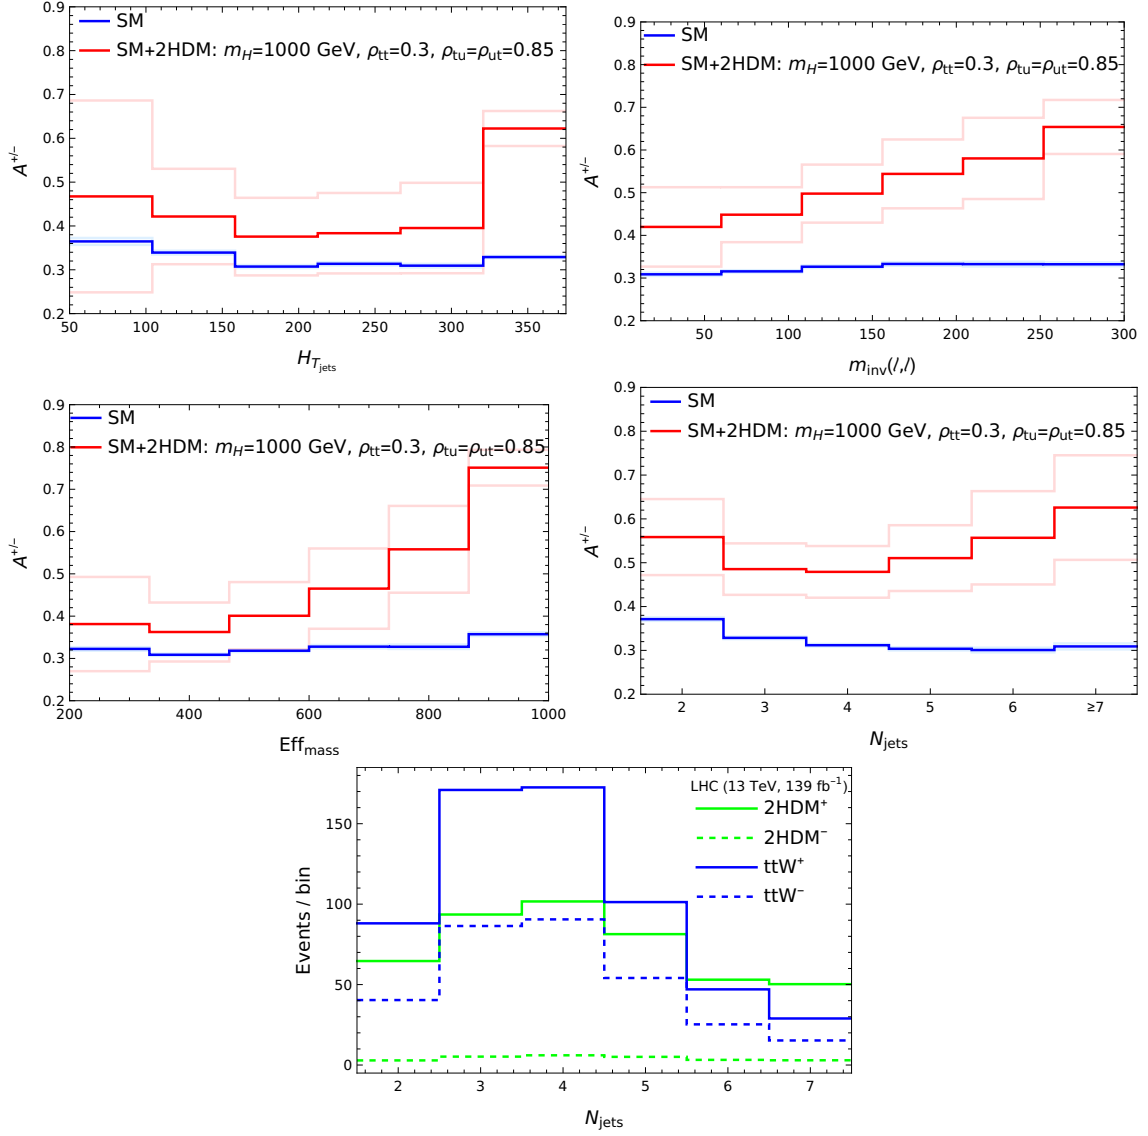 SM
SM+2HDM: m_H=1000 GeV, ρ_tt=0.3, ρ_tu=ρ_ut=0.85
A^+/−
0.9
0.8
0.7
0.6
0.5
0.4
0.3
0.2
50 100 150 200 250 300 350
H_T_jets
SM
SM+2HDM: m_H=1000 GeV, ρ_tt=0.3, ρ_tu=ρ_ut=0.85
A^+/−
0.9
0.8
0.7
0.6
0.5
0.4
0.3
0.2
50 100 150 200 250 300
m_inv(l,l)
SM
SM+2HDM: m_H=1000 GeV, ρ_tt=0.3, ρ_tu=ρ_ut=0.85
A^+/−
0.9
0.8
0.7
0.6
0.5
0.4
0.3
0.2
200 400 600 800 1000
Eff_mass
SM
SM+2HDM: m_H=1000 GeV, ρ_tt=0.3, ρ_tu=ρ_ut=0.85
A^+/−
0.9
0.8
0.7
0.6
0.5
0.4
0.3
0.2
2 3 4 5 6 ≥7
N_jets
LHC (13 TeV, 139 fb⁻¹)
2HDM⁺
2HDM⁻
ttW⁺
ttW⁻
Events / bin
150
100
50
0
2 3 4 5 6 7
N_jets